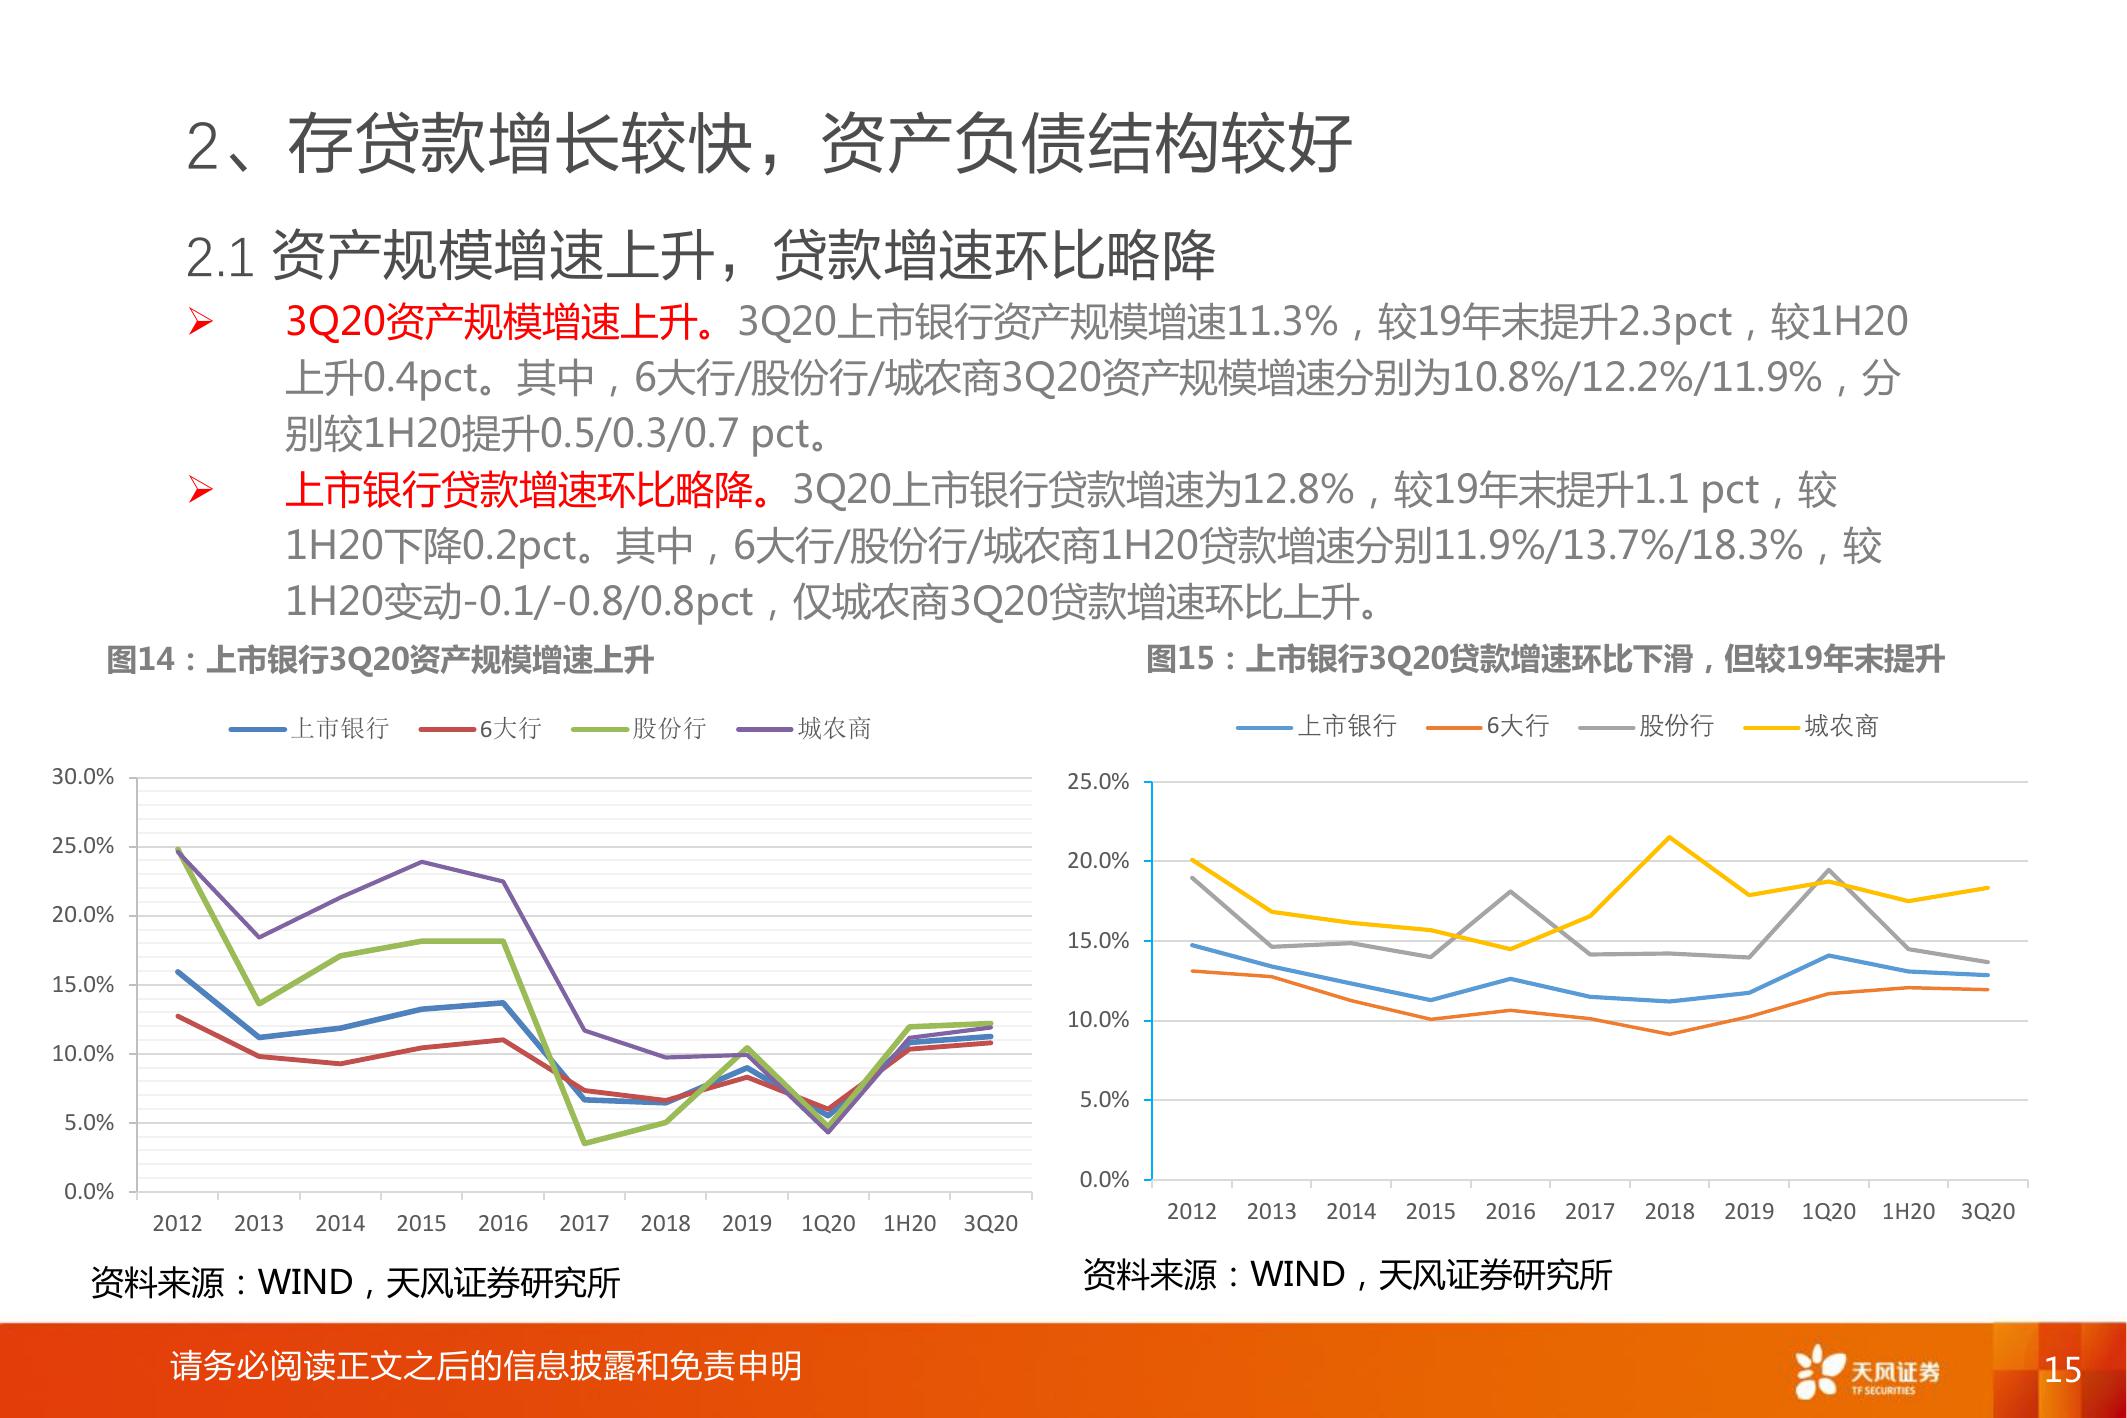 2、存贷款增长较快，资产负债结构较好
2.1 资产规模增速上升，贷款增速环比略降
➢ 3Q20资产规模增速上升。3Q20上市银行资产规模增速11.3%，较19年末提升2.3pct，较1H20
上升0.4pct。其中，6大行/股份行/城农商3Q20资产规模增速分别为10.8%/12.2%/11.9%，分
别较1H20提升0.5/0.3/0.7 pct。
➢ 上市银行贷款增速环比略降。3Q20上市银行贷款增速为12.8%，较19年末提升1.1 pct，较
1H20下降0.2pct。其中，6大行/股份行/城农商1H20贷款增速分别11.9%/13.7%/18.3%，较
1H20变动-0.1/-0.8/0.8pct，仅城农商3Q20贷款增速环比上升。
图14：上市银行3Q20资产规模增速上升
上市银行 6大行 股份行 城农商
30.0%
25.0%
20.0%
15.0%
10.0%
5.0%
0.0%
2012 2013 2014 2015 2016 2017 2018 2019 1Q20 1H20 3Q20
资料来源：WIND，天风证券研究所
图15：上市银行3Q20贷款增速环比下滑，但较19年末提升
上市银行 6大行 股份行 城农商
25.0%
20.0%
15.0%
10.0%
5.0%
0.0%
2012 2013 2014 2015 2016 2017 2018 2019 1Q20 1H20 3Q20
资料来源：WIND，天风证券研究所
请务必阅读正文之后的信息披露和免责申明
天风证券
TF SECURITIES
15